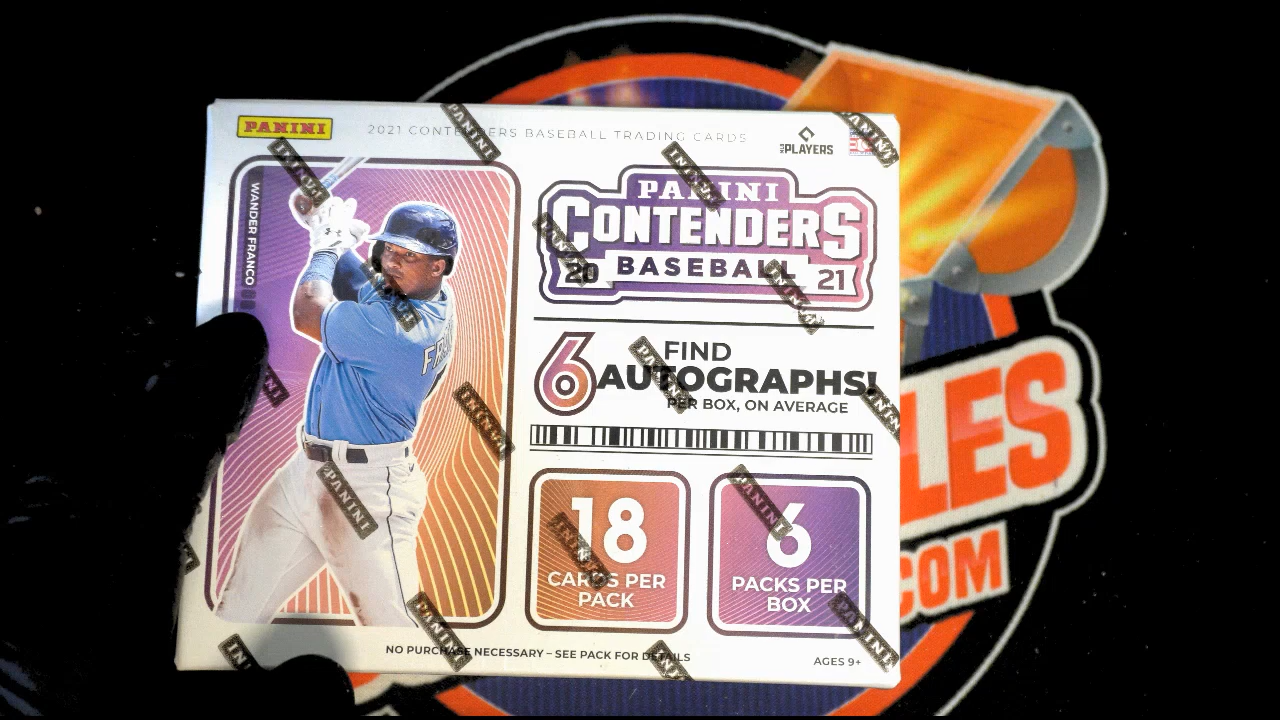 PANINI
2021 CONTENDERS BASEBALL TRADING CARDS
MLB PLAYERS
WANDER FRANCO
PANINI
CONTENDERS
20 BASEBALL 21
6 FIND
AUTOGRAPHS!
PER BOX, ON AVERAGE
18
CARDS PER
PACK
6
PACKS PER
BOX
NO PURCHASE NECESSARY – SEE PACK FOR DETAILS
AGES 9+
PANINI
LES
.COM